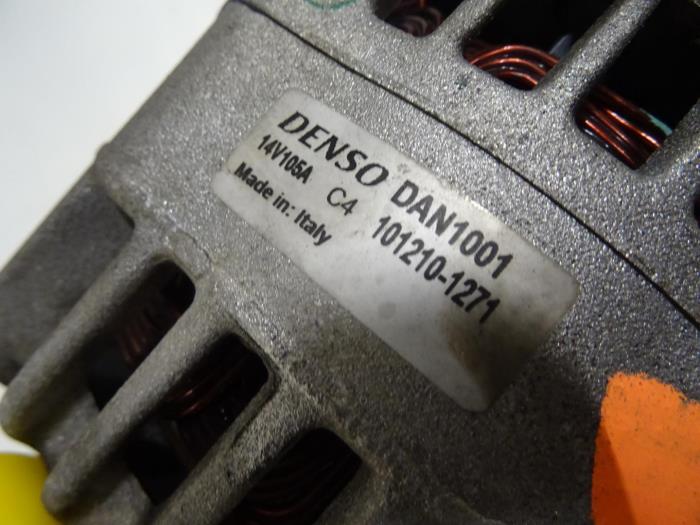 DENSO DAN1001
14V105A C4 101210-1271
Made in: Italy